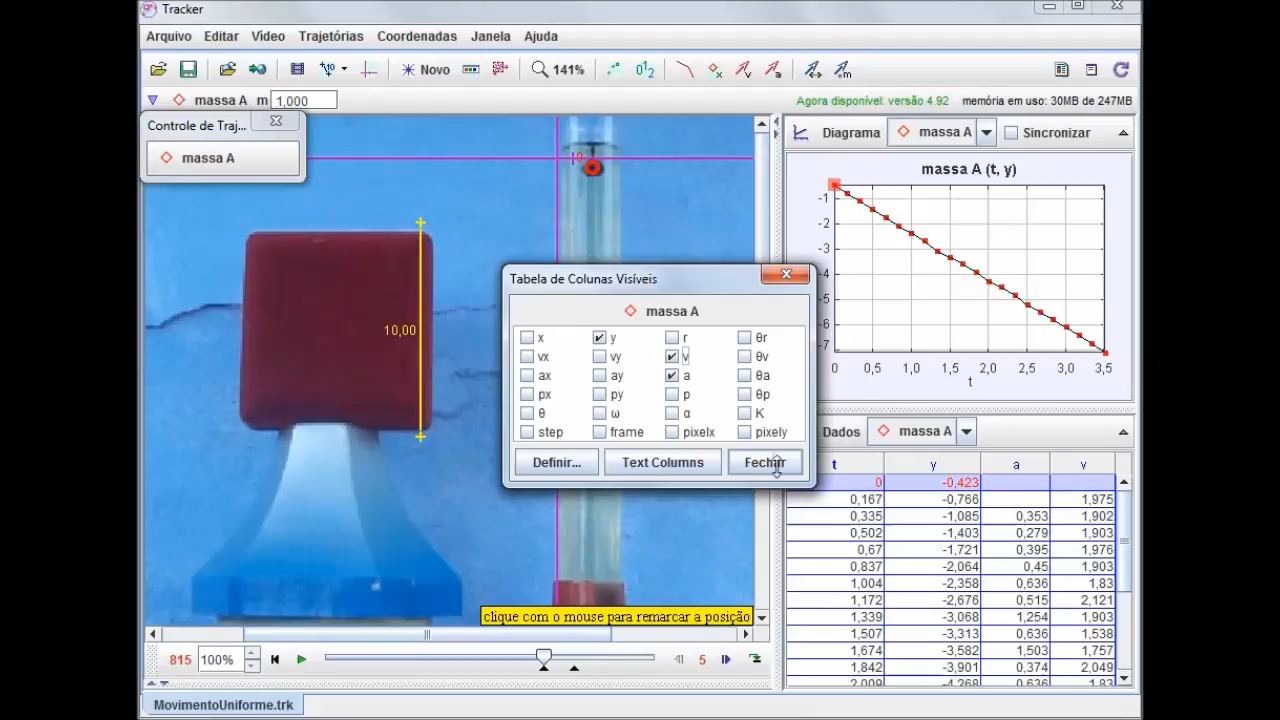 Tracker
Arquivo Editar Vídeo Trajetórias Coordenadas Janela Ajuda
Novo 141%
massa A m 1,000 Agora disponível: versão 4.92 memória em uso: 30MB de 247MB
Controle de Traj...
massa A
Diagrama massa A Sincronizar
massa A (t, y)
-1
-2
-3
-4
-5
-6
-7
0 0,5 1,0 1,5 2,0 2,5 3,0 3,5
t
10,00
Tabela de Colunas Visíveis
massa A
x y r θr
vx vy v θv
ax ay a θa
px py p θp
θ ω α K
step frame pixelx pixely
Definir... Text Columns Fechar
Dados massa A
t y a v
0 -0,423
0,167 -0,766 1,975
0,335 -1,085 0,353 1,902
0,502 -1,403 0,279 1,903
0,67 -1,721 0,395 1,976
0,837 -2,064 0,45 1,903
1,004 -2,358 0,636 1,83
1,172 -2,676 0,515 2,121
1,339 -3,068 1,254 1,903
1,507 -3,313 0,636 1,538
1,674 -3,582 1,503 1,757
1,842 -3,901 0,374 2,049
2,009 -4,268 0,636 1,83
clique com o mouse para remarcar a posição
815 100% 5
MovimentoUniforme.trk